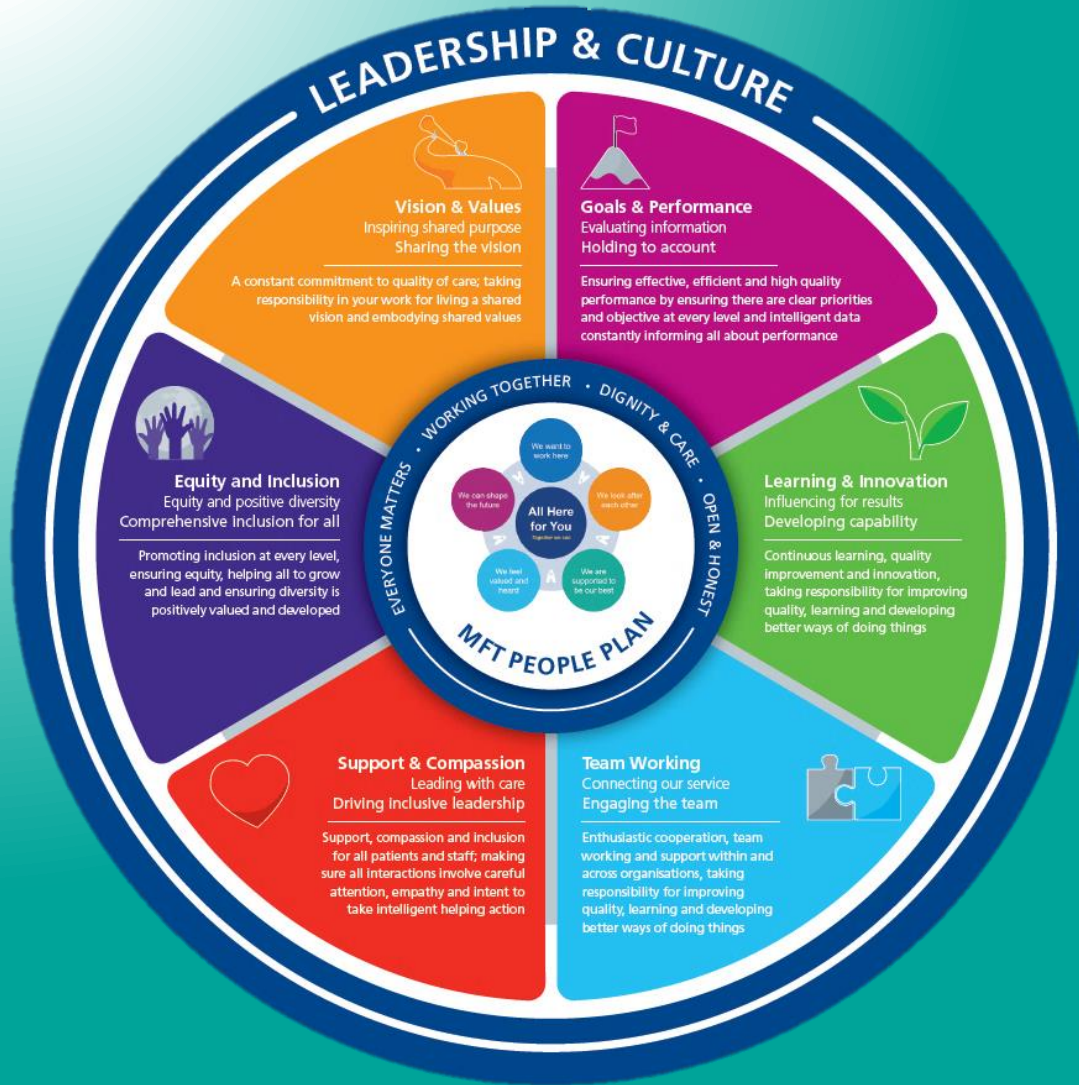 LEADERSHIP & CULTURE
Vision & Values
Inspiring shared purpose
Sharing the vision
A constant commitment to quality of care; taking
responsibility in your work for living a shared
vision and embodying shared values
Goals & Performance
Evaluating information
Holding to account
Ensuring effective, efficient and high quality
performance by ensuring there are clear priorities
and objective at every level and intelligent data
constantly informing all about performance
Equity and Inclusion
Equity and positive diversity
Comprehensive inclusion for all
Promoting inclusion at every level,
ensuring equity, helping all to grow
and lead and ensuring diversity is
positively valued and developed
EVERYONE MATTERS • WORKING TOGETHER • DIGNITY & CARE • OPEN & HONEST
We want to
work here
We can shape
the future
We look after
each other
All Here
for You
Together we can
We feel
valued and
heard
We are
supported to
be our best
MFT PEOPLE PLAN
Learning & Innovation
Influencing for results
Developing capability
Continuous learning, quality
improvement and innovation,
taking responsibility for improving
quality, learning and developing
better ways of doing things
Support & Compassion
Leading with care
Driving inclusive leadership
Support, compassion and inclusion
for all patients and staff; making
sure all interactions involve careful
attention, empathy and intent to
take intelligent helping action
Team Working
Connecting our service
Engaging the team
Enthusiastic cooperation, team
working and support within and
across organisations, taking
responsibility for improving
quality, learning and developing
better ways of doing things